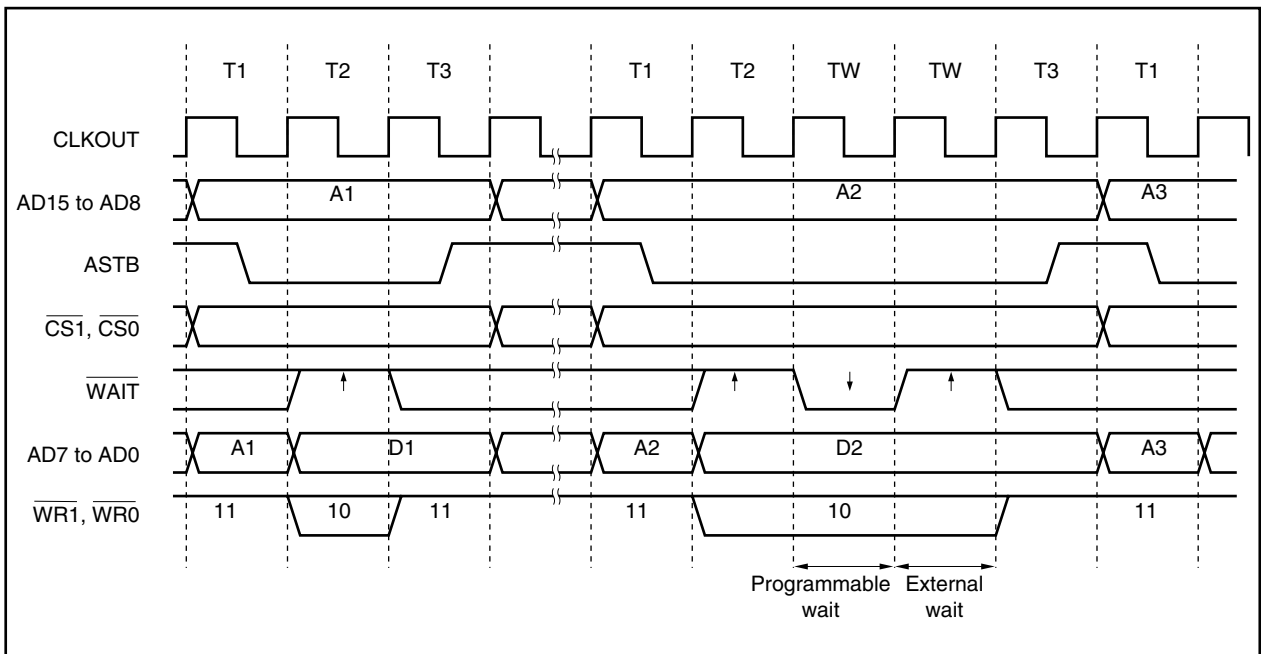 T1 T2 T3 T1 T2 TW TW T3 T1
CLKOUT
AD15 to AD8 A1 A2 A3
ASTB
CS1, CS0
WAIT
AD7 to AD0 A1 D1 A2 D2 A3
WR1, WR0 11 10 11 11 10 11
Programmable wait
External wait